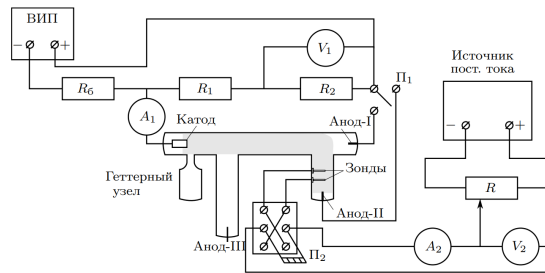 ВИП
− +
V₁
Источник
пост. тока
Rб
R₁
R₂
П₁
− +
A₁
Катод
Анод-I
Геттерный
узел
Зонды
R
Анод-II
Анод-III
П₂
A₂
V₂